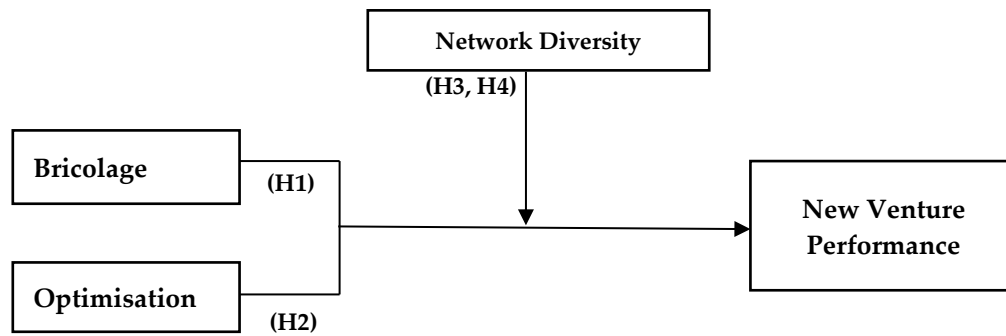 Network Diversity
(H3, H4)
Bricolage
(H1)
New Venture
Performance
Optimisation
(H2)